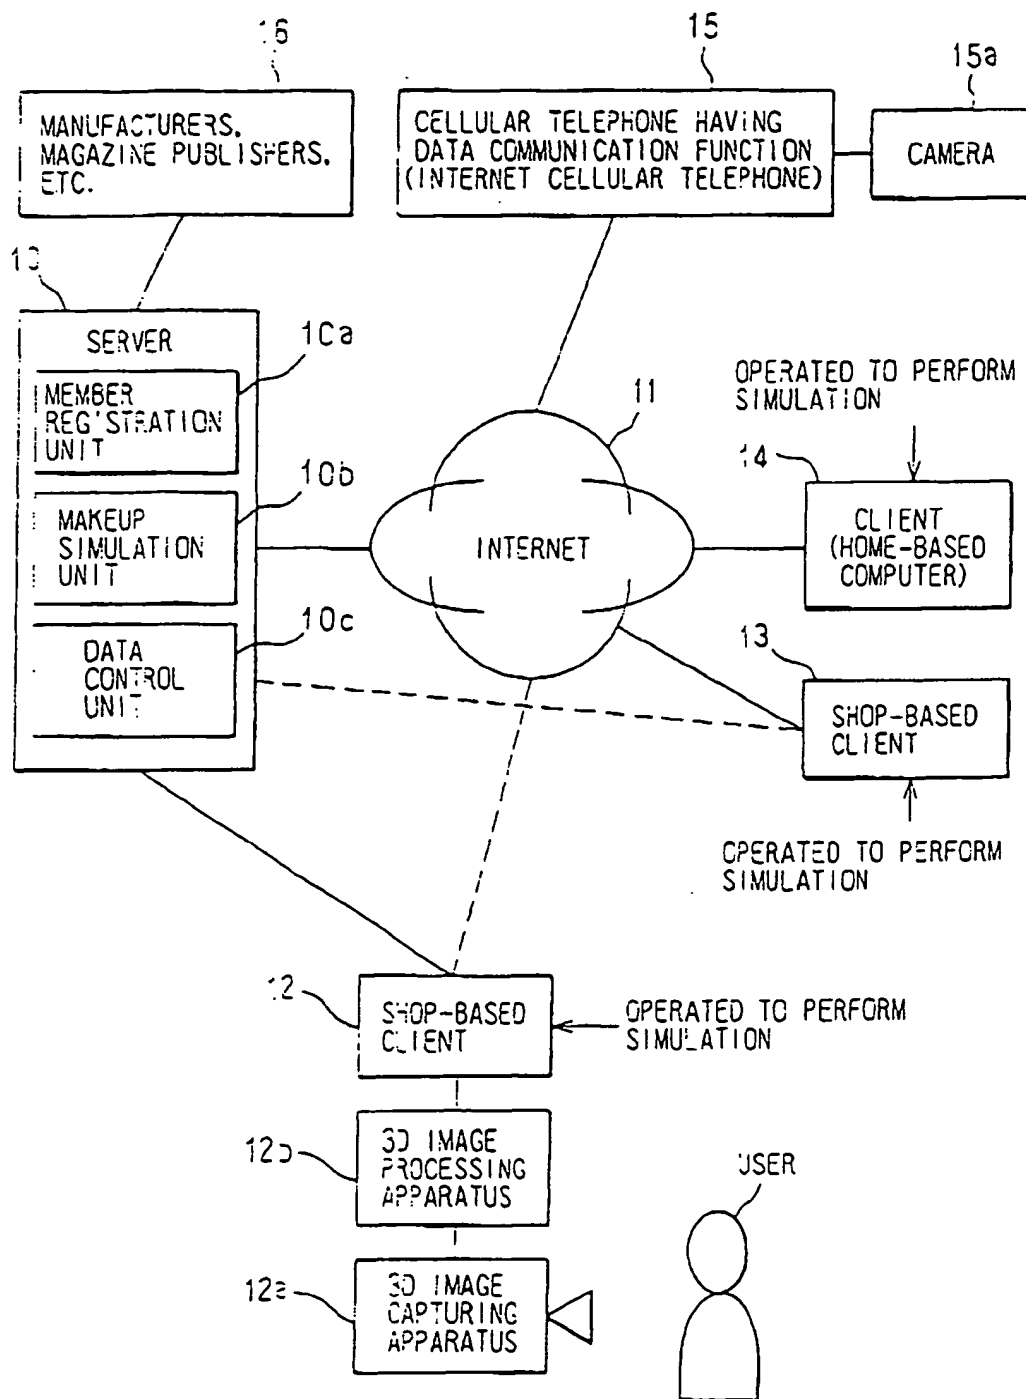 16
15
15a
MANUFACTURERS,
MAGAZINE PUBLISHERS,
ETC.
CELLULAR TELEPHONE HAVING
DATA COMMUNICATION FUNCTION
(INTERNET CELLULAR TELEPHONE)
CAMERA
10
SERVER
10a
MEMBER
REGISTRATION
UNIT
10b
MAKEUP
SIMULATION
UNIT
10c
DATA
CONTROL
UNIT
11
INTERNET
OPERATED TO PERFORM
SIMULATION
14
CLIENT
(HOME-BASED
COMPUTER)
13
SHOP-BASED
CLIENT
OPERATED TO PERFORM
SIMULATION
12
SHOP-BASED
CLIENT
OPERATED TO PERFORM
SIMULATION
12b
3D IMAGE
PROCESSING
APPARATUS
12a
3D IMAGE
CAPTURING
APPARATUS
USER